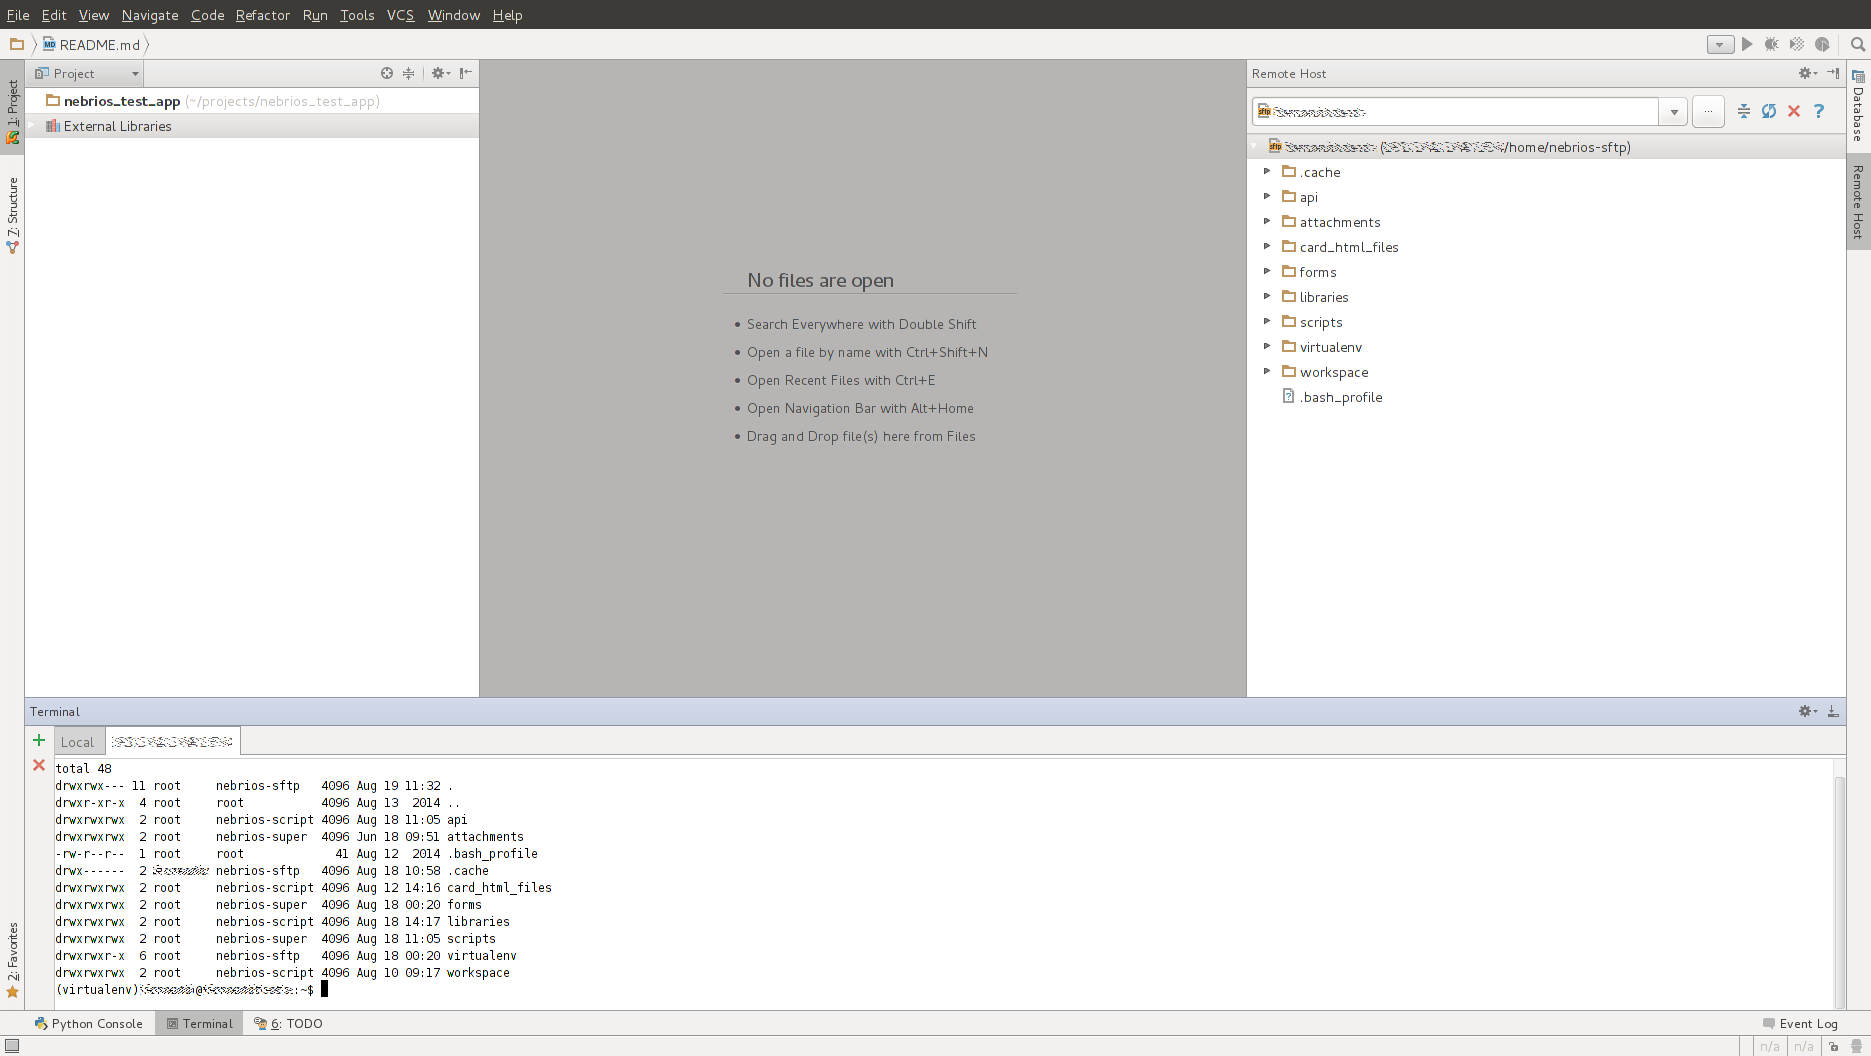 File Edit View Navigate Code Refactor Run Tools VCS Window Help
README.md
Project
nebrios_test_app (~/projects/nebrios_test_app)
External Libraries
1: Project
7: Structure
2: Favorites
No files are open
• Search Everywhere with Double Shift
• Open a file by name with Ctrl+Shift+N
• Open Recent Files with Ctrl+E
• Open Navigation Bar with Alt+Home
• Drag and Drop file(s) here from Files
Remote Host
(/home/nebrios-sftp)
.cache
api
attachments
card_html_files
forms
libraries
scripts
virtualenv
workspace
.bash_profile
Database
Remote Host
Terminal
Local
total 48
drwxrwx--- 11 root     nebrios-sftp   4096 Aug 19 11:32 .
drwxr-xr-x  4 root     root           4096 Aug 13  2014 ..
drwxrwxrwx  2 root     nebrios-script 4096 Aug 18 11:05 api
drwxrwxrwx  2 root     nebrios-super  4096 Jun 18 09:51 attachments
-rw-r--r--  1 root     root             41 Aug 12  2014 .bash_profile
drwx------  2 nebrios-sftp   4096 Aug 18 10:58 .cache
drwxrwxrwx  2 root     nebrios-script 4096 Aug 12 14:16 card_html_files
drwxrwxrwx  2 root     nebrios-super  4096 Aug 18 00:20 forms
drwxrwxrwx  2 root     nebrios-script 4096 Aug 18 14:17 libraries
drwxrwxrwx  2 root     nebrios-super  4096 Aug 18 11:05 scripts
drwxrwxr-x  6 root     nebrios-sftp   4096 Aug 18 00:20 virtualenv
drwxrwxrwx  2 root     nebrios-script 4096 Aug 10 09:17 workspace
(virtualenv)@:~$
Python Console Terminal 6: TODO Event Log
n/a n/a